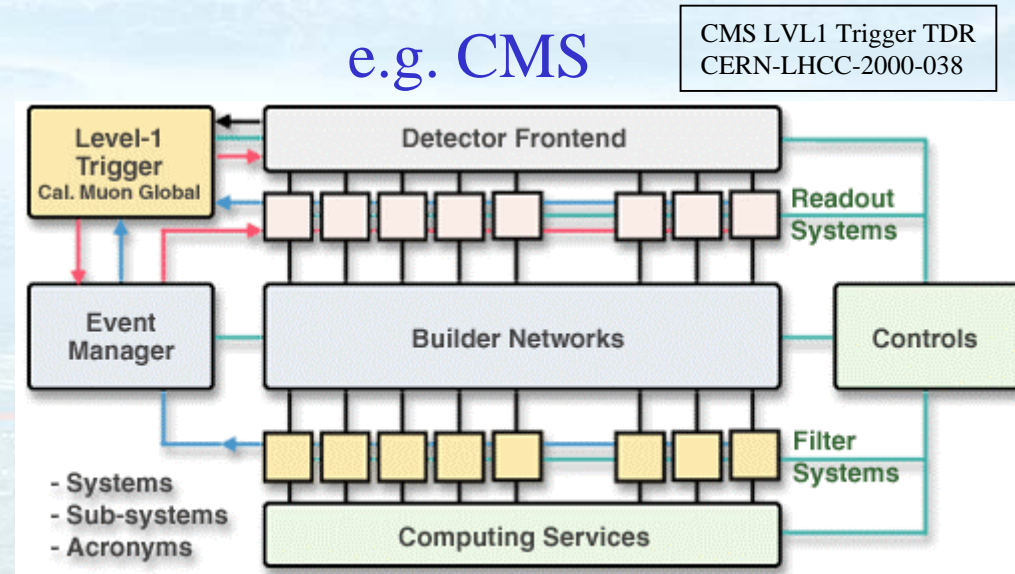 e.g. CMS
CMS LVL1 Trigger TDR
CERN-LHCC-2000-038
Level-1
Trigger
Cal. Muon Global
Detector Frontend
Readout
Systems
Event
Manager
Builder Networks
Controls
Filter
Systems
- Systems
- Sub-systems
- Acronyms
Computing Services